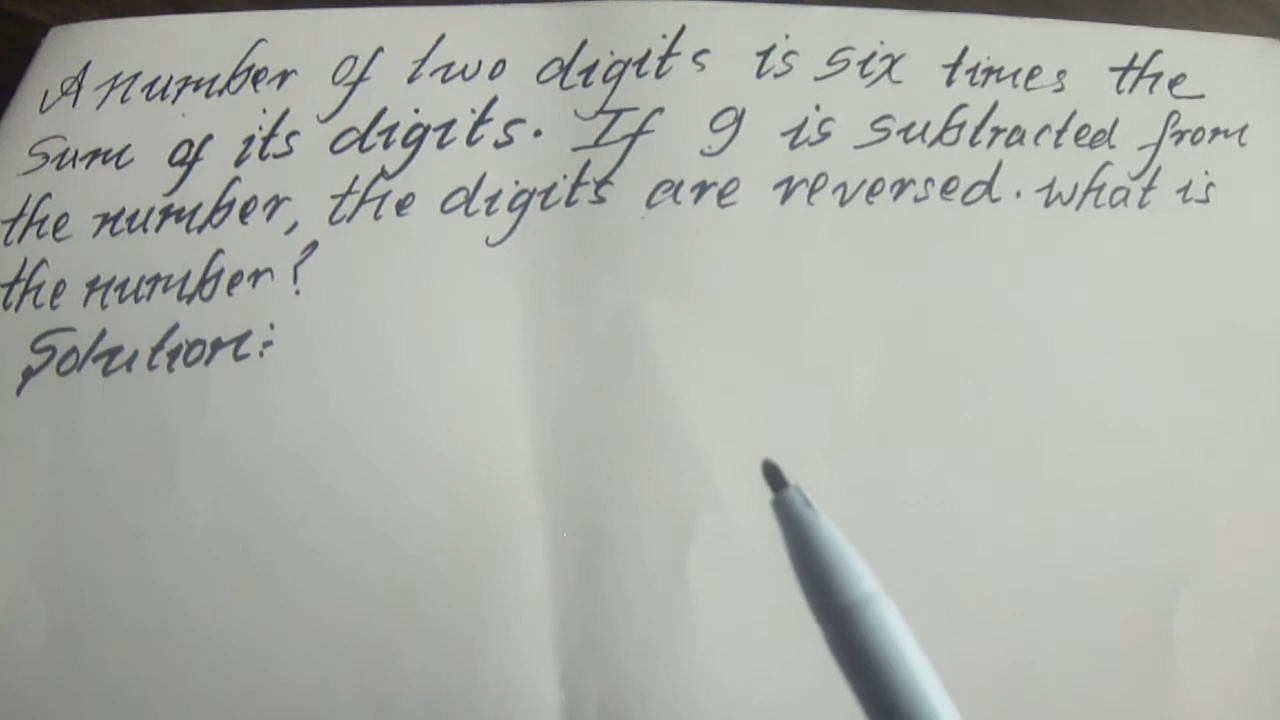 A number of two digits is six times the
Sum of its digits. If 9 is subtracted from
the number, the digits are reversed. what is
the number?
Solution: